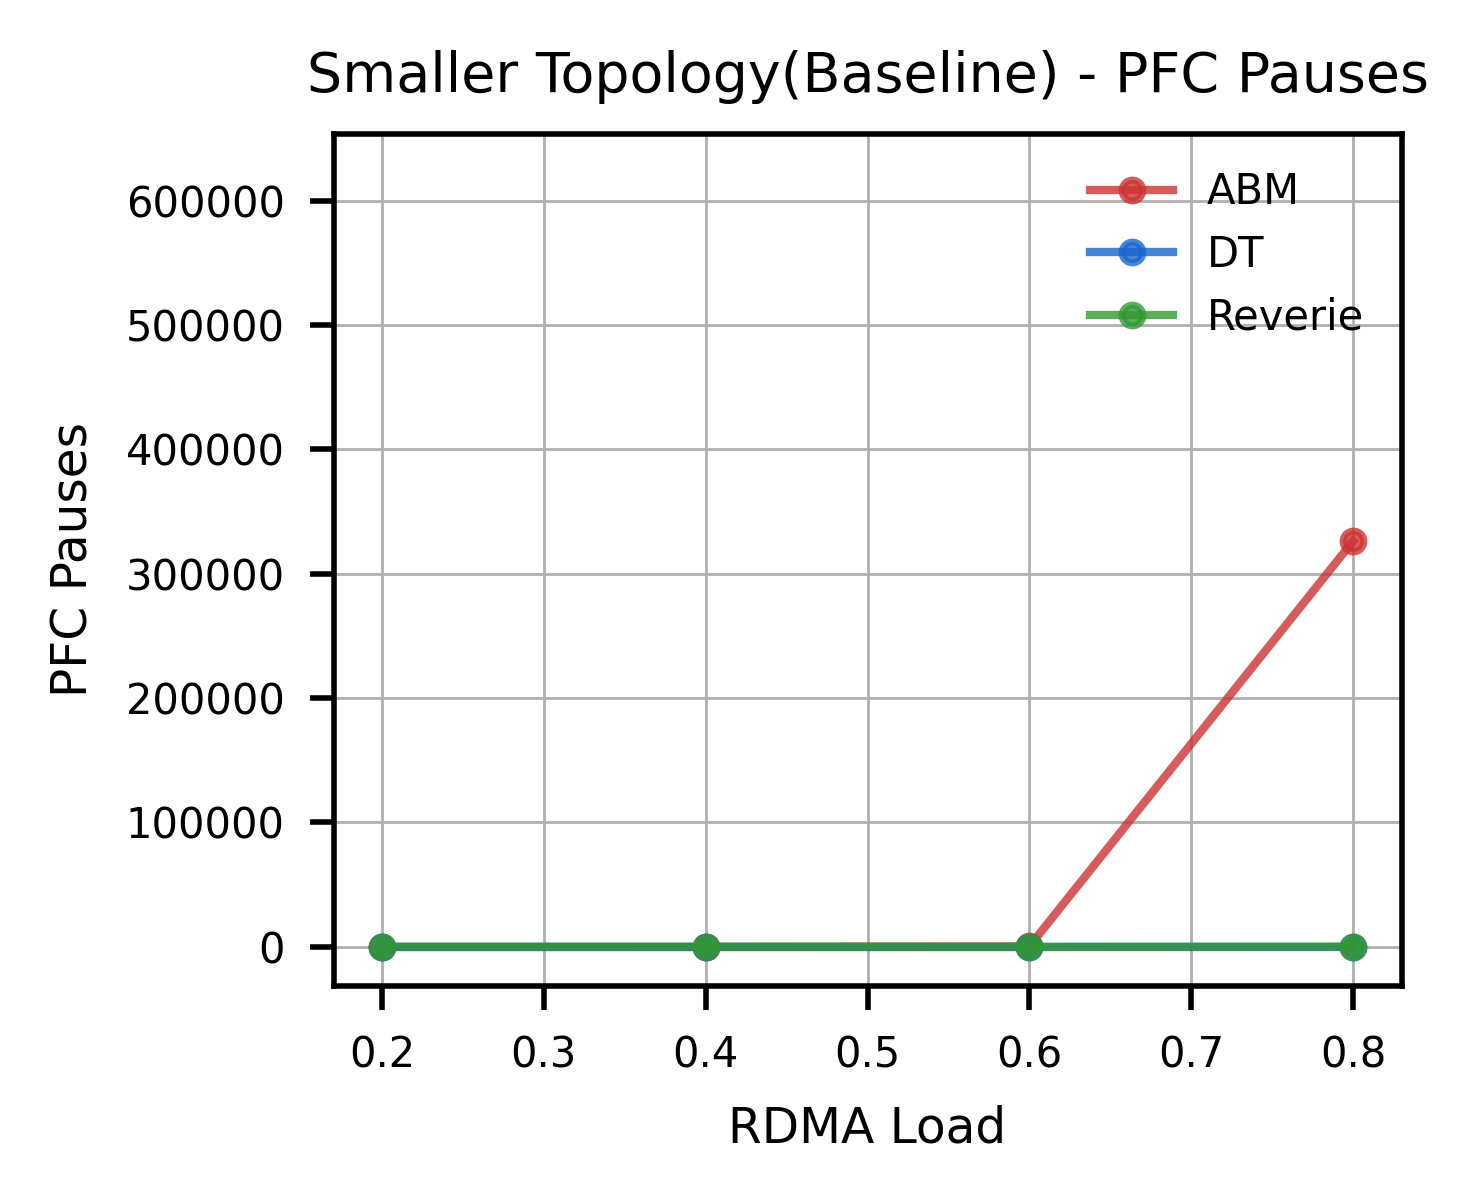 Smaller Topology(Baseline) - PFC Pauses
ABM
DT
Reverie
PFC Pauses
600000
500000
400000
300000
200000
100000
0
0.2 0.3 0.4 0.5 0.6 0.7 0.8
RDMA Load